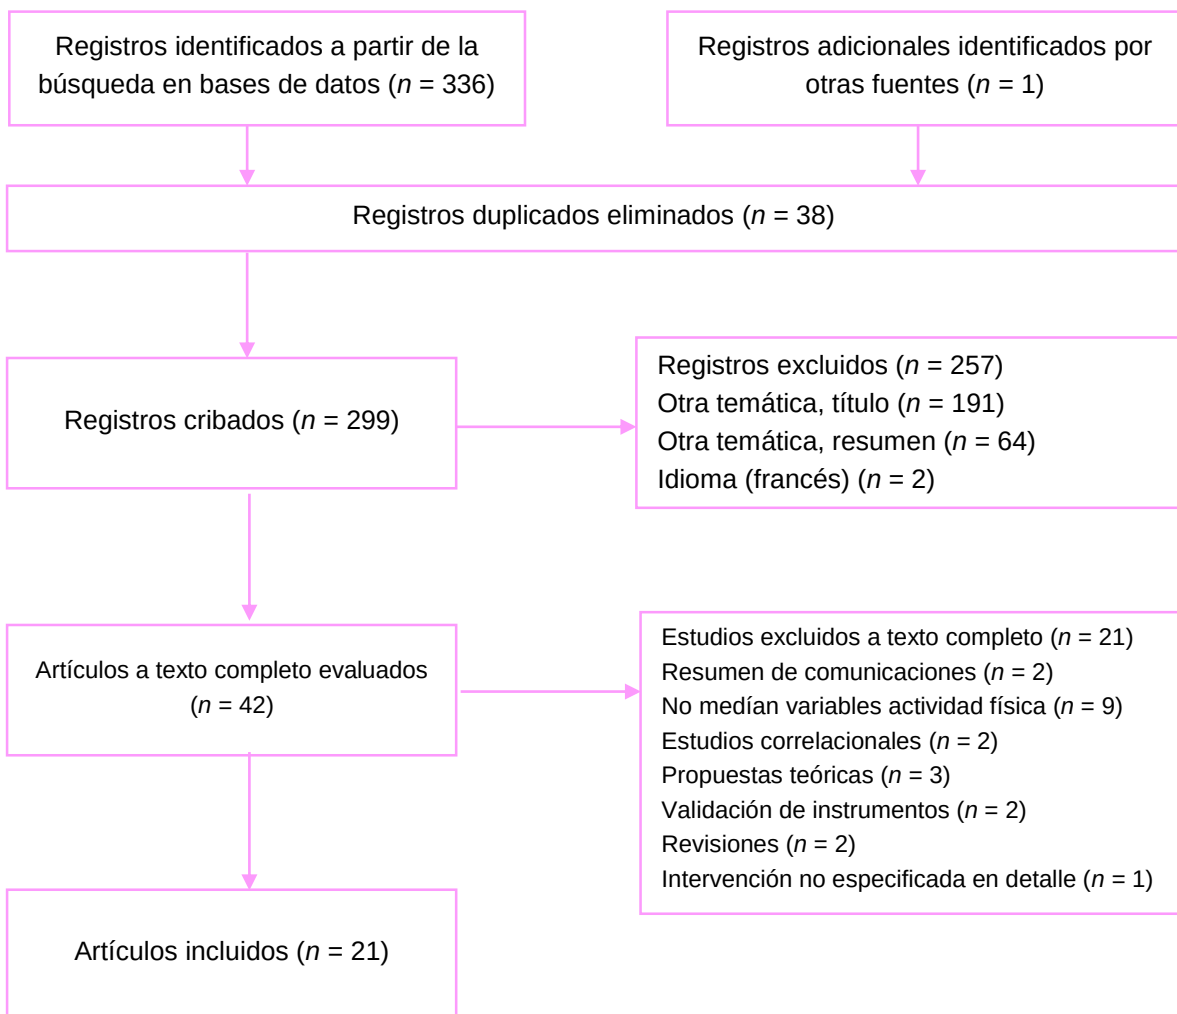 Registros identificados a partir de la
búsqueda en bases de datos (n = 336)
Registros adicionales identificados por
otras fuentes (n = 1)
Registros duplicados eliminados (n = 38)
Registros cribados (n = 299)
Registros excluidos (n = 257)
Otra temática, título (n = 191)
Otra temática, resumen (n = 64)
Idioma (francés) (n = 2)
Artículos a texto completo evaluados
(n = 42)
Estudios excluidos a texto completo (n = 21)
Resumen de comunicaciones (n = 2)
No medían variables actividad física (n = 9)
Estudios correlacionales (n = 2)
Propuestas teóricas (n = 3)
Validación de instrumentos (n = 2)
Revisiones (n = 2)
Intervención no especificada en detalle (n = 1)
Artículos incluidos (n = 21)